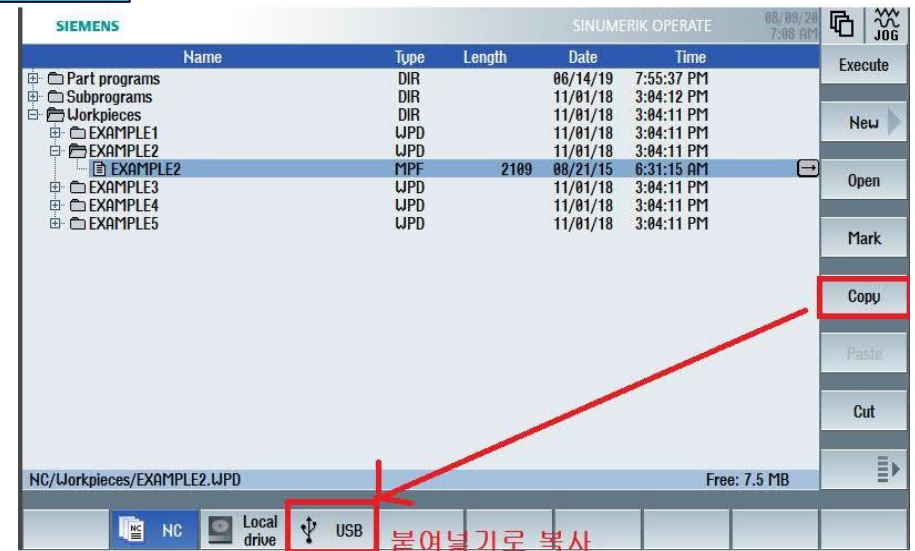 SIEMENS SINUMERIK OPERATE 08/09/20 7:08 AM JOG
Name Type Length Date Time
Part programs DIR 06/14/19 7:55:37 PM
Subprograms DIR 11/01/18 3:04:12 PM
Workpieces DIR 11/01/18 3:04:11 PM
EXAMPLE1 WPD 11/01/18 3:04:11 PM
EXAMPLE2 WPD 11/01/18 3:04:11 PM
EXAMPLE2 MPF 2109 08/21/15 6:31:15 AM
EXAMPLE3 WPD 11/01/18 3:04:11 PM
EXAMPLE4 WPD 11/01/18 3:04:11 PM
EXAMPLE5 WPD 11/01/18 3:04:11 PM
NC/Workpieces/EXAMPLE2.WPD Free: 7.5 MB
Execute
New
Open
Mark
Copy
Paste
Cut
NC Local drive USB
붙여넣기로 복사